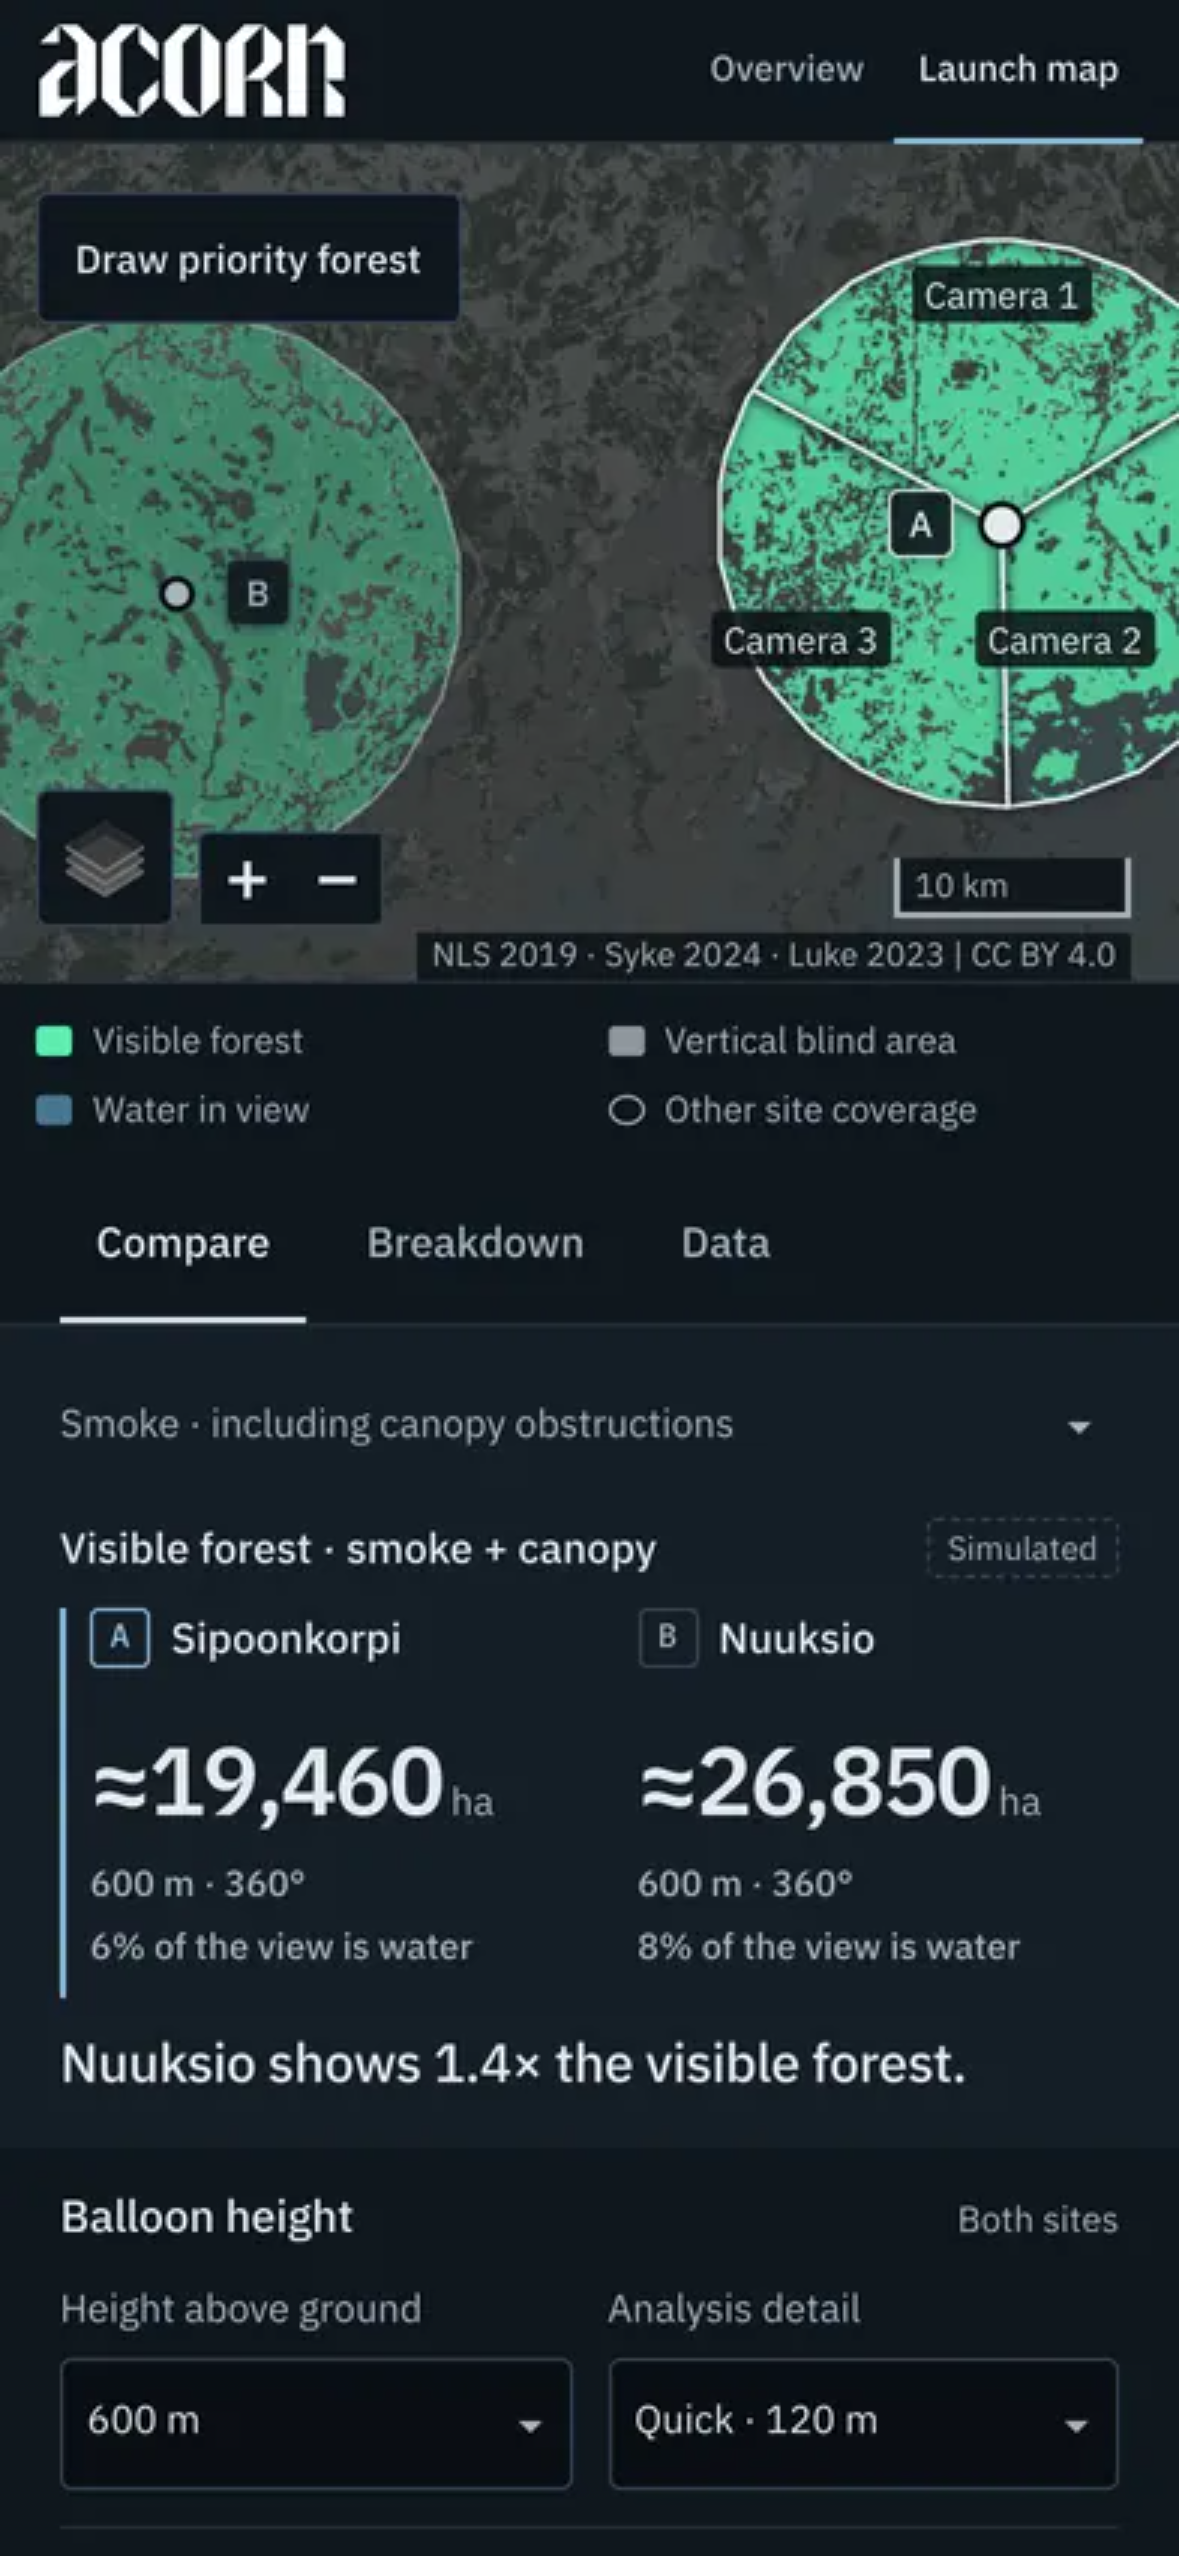 acorn
Overview
Launch map
Draw priority forest
Camera 1
A
B
Camera 3
Camera 2
+ −
10 km
NLS 2019 · Syke 2024 · Luke 2023 | CC BY 4.0
Visible forest
Vertical blind area
Water in view
Other site coverage
Compare
Breakdown
Data
Smoke · including canopy obstructions
Visible forest · smoke + canopy
Simulated
A Sipoonkorpi
B Nuuksio
≈19,460 ha
≈26,850 ha
600 m · 360°
600 m · 360°
6% of the view is water
8% of the view is water
Nuuksio shows 1.4× the visible forest.
Balloon height
Both sites
Height above ground
Analysis detail
600 m
Quick · 120 m